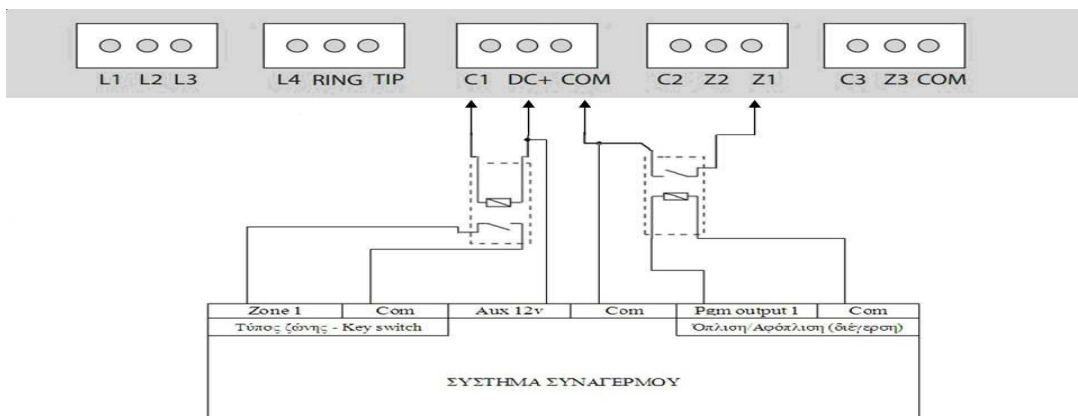 L1 L2 L3 L4 RING TIP C1 DC+ COM C2 Z2 Z1 C3 Z3 COM
Zone 1 Com Aux 12v Com Pgm output 1 Com
Τύπος ζώνης - Key switch Όπλιση/Αφόπλιση (διέγερση)
ΣΥΣΤΗΜΑ ΣΥΝΑΓΕΡΜΟΥ